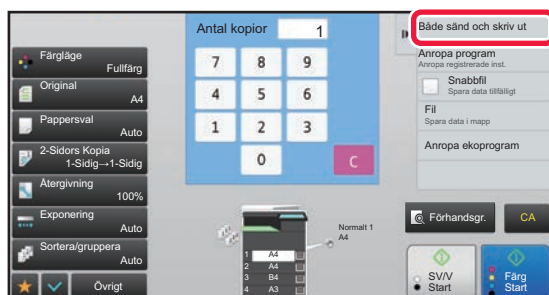 Antal kopior 1
Både sänd och skriv ut
Färgläge
Fullfärg
Original
A4
Pappersval
Auto
2-Sidors Kopia
1-Sidig→1-Sidig
Återgivning
100%
Exponering
Auto
Sortera/gruppera
Auto
Övrigt
7 8 9
4 5 6
1 2 3
0 C
Normalt 1
A4
1 A4
2 A4
3 B4
4 A3
Anropa program
Anropa registrerade inst.
Snabbfil
Spara data tillfälligt
Fil
Spara data i mapp
Anropa ekoprogram
Förhandsgr. CA
SV/V
Start
Färg
Start